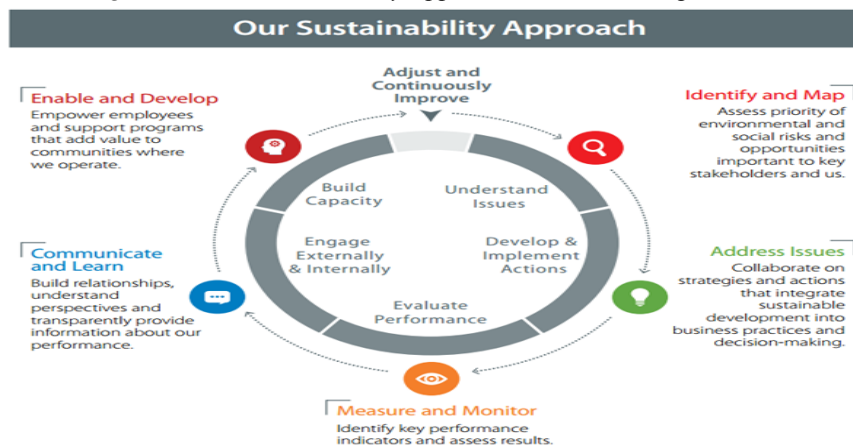 Our Sustainability Approach
Adjust and
Continuously
Improve
Enable and Develop
Empower employees
and support programs
that add value to
communities where
we operate.
Identify and Map
Assess priority of
environmental and
social risks and
opportunities
important to key
stakeholders and us.
Build
Capacity
Understand
Issues
Engage
Externally
& Internally
Develop &
Implement
Actions
Evaluate
Performance
Communicate
and Learn
Build relationships,
understand
perspectives and
transparently provide
information about our
performance.
Address Issues
Collaborate on
strategies and actions
that integrate
sustainable
development into
business practices and
decision-making.
Measure and Monitor
Identify key performance
indicators and assess results.